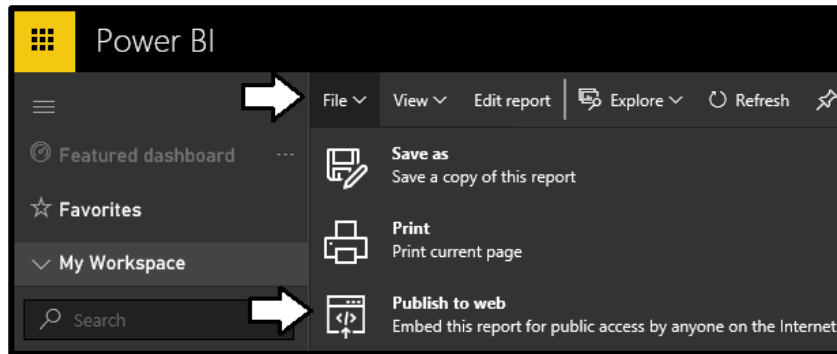 Power BI
File View Edit report Explore Refresh
Featured dashboard ...
Favorites
My Workspace
Search
Save as
Save a copy of this report
Print
Print current page
Publish to web
Embed this report for public access by anyone on the Internet